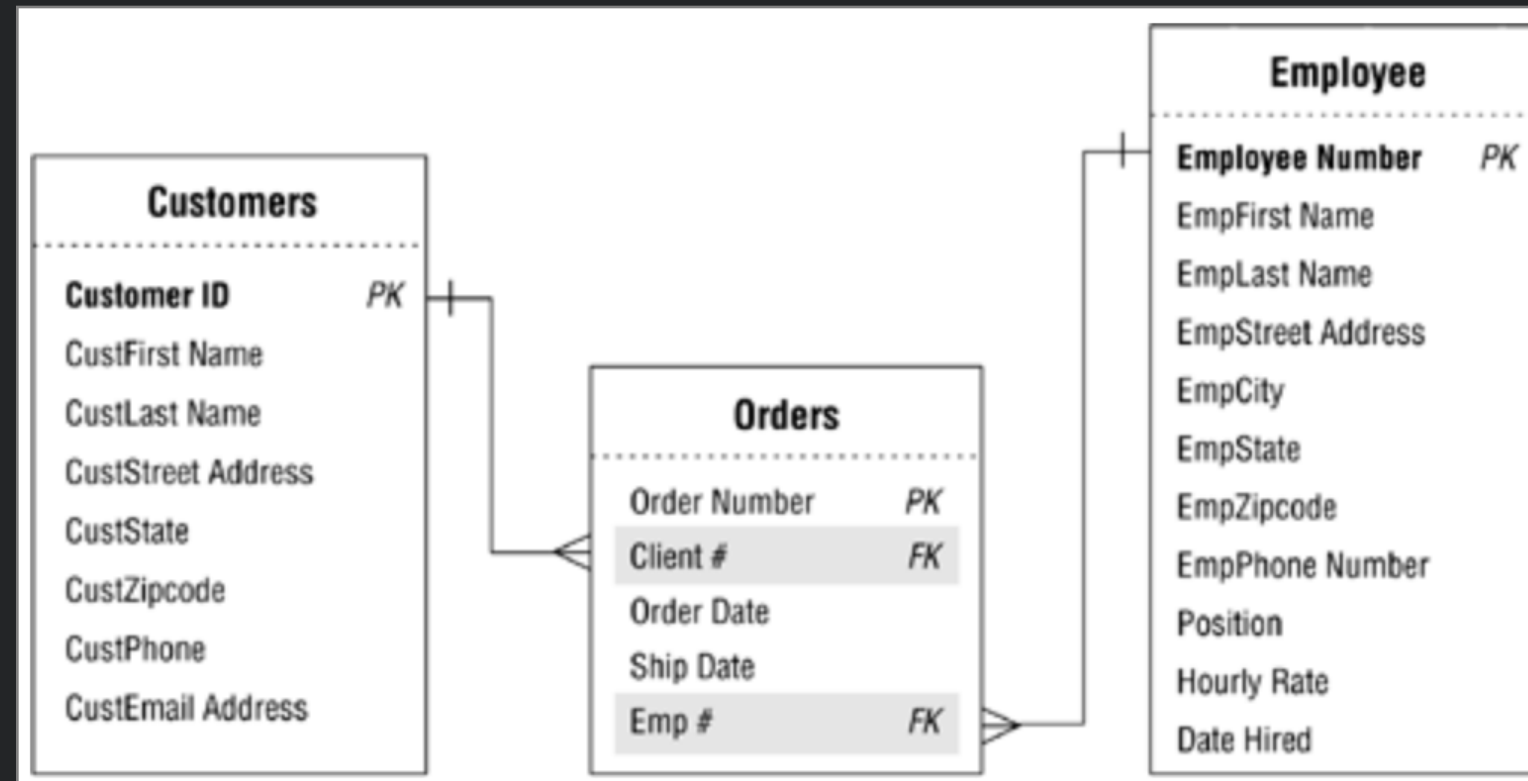 Customers
Customer ID PK
CustFirst Name
CustLast Name
CustStreet Address
CustState
CustZipcode
CustPhone
CustEmail Address
Orders
Order Number PK
Client # FK
Order Date
Ship Date
Emp # FK
Employee
Employee Number PK
EmpFirst Name
EmpLast Name
EmpStreet Address
EmpCity
EmpState
EmpZipcode
EmpPhone Number
Position
Hourly Rate
Date Hired